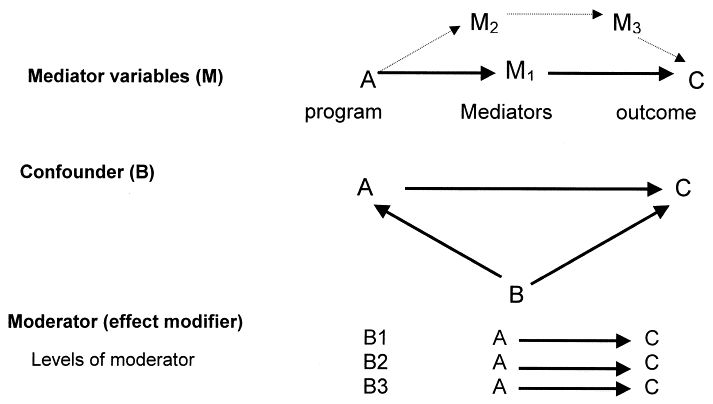 M2 M3
Mediator variables (M) A M1 C
program Mediators outcome
Confounder (B)
A C
B
Moderator (effect modifier)
B1 A C
Levels of moderator
B2 A C
B3 A C